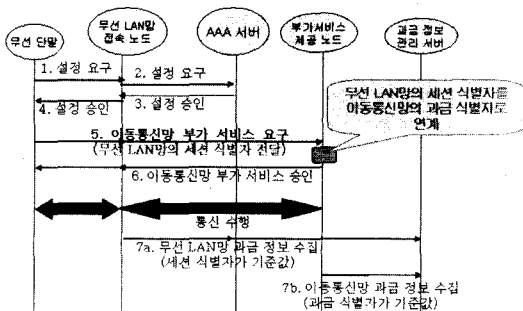 무선 단말
무선 LAN망
접속 노드
AAA 서버
부가서비스
제공 노드
과금 정보
관리 서버
1. 설정 요구
2. 설정 요구
3. 설정 승인
4. 설정 승인
무선 LAN망의 세션 식별자를
이동통신망의 과금 식별자로
연계
5. 이동통신망 부가 서비스 요구
(무선 LAN망의 세션 식별자 전달)
6. 이동통신망 부가 서비스 승인
통신 수행
7a. 무선 LAN망 과금 정보 수집
(세션 식별자가 기준값)
7b. 이동통신망 과금 정보 수집
(과금 식별자가 기준값)